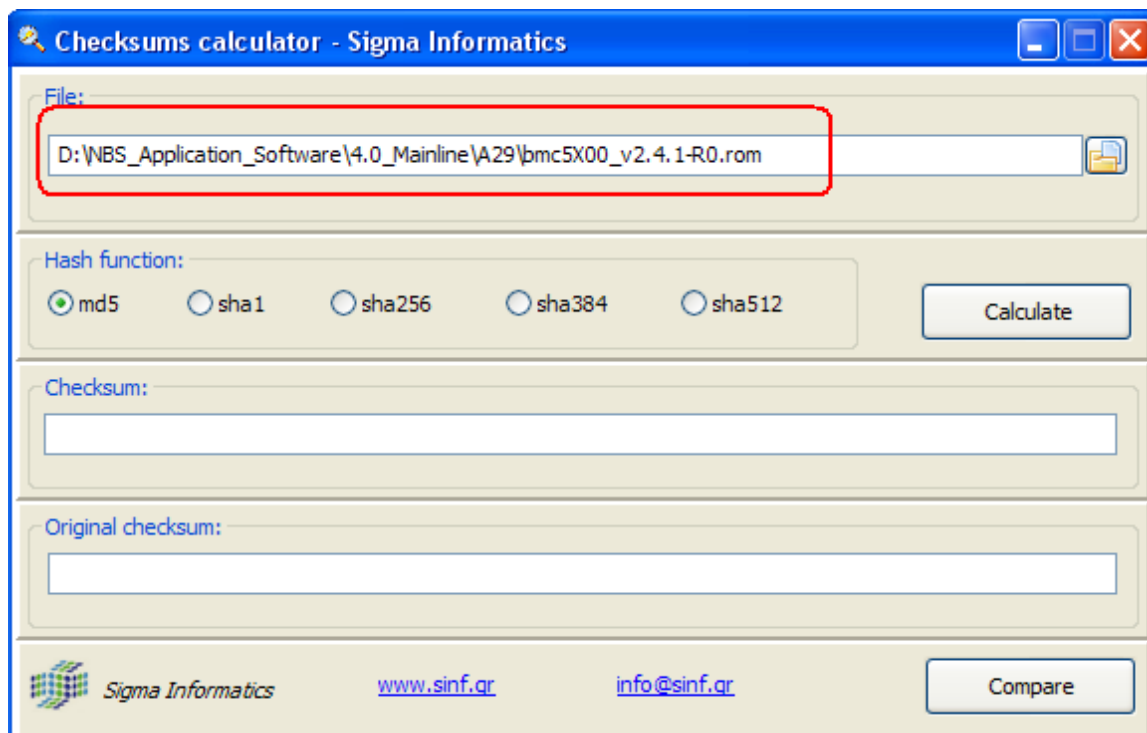 Checksums calculator - Sigma Informatics
File:
D:\NBS_Application_Software\4.0_Mainline\A29\bmc5X00_v2.4.1-R0.rom
Hash function:
md5 sha1 sha256 sha384 sha512
Calculate
Checksum:
Original checksum:
Sigma Informatics www.sinf.gr info@sinf.gr
Compare